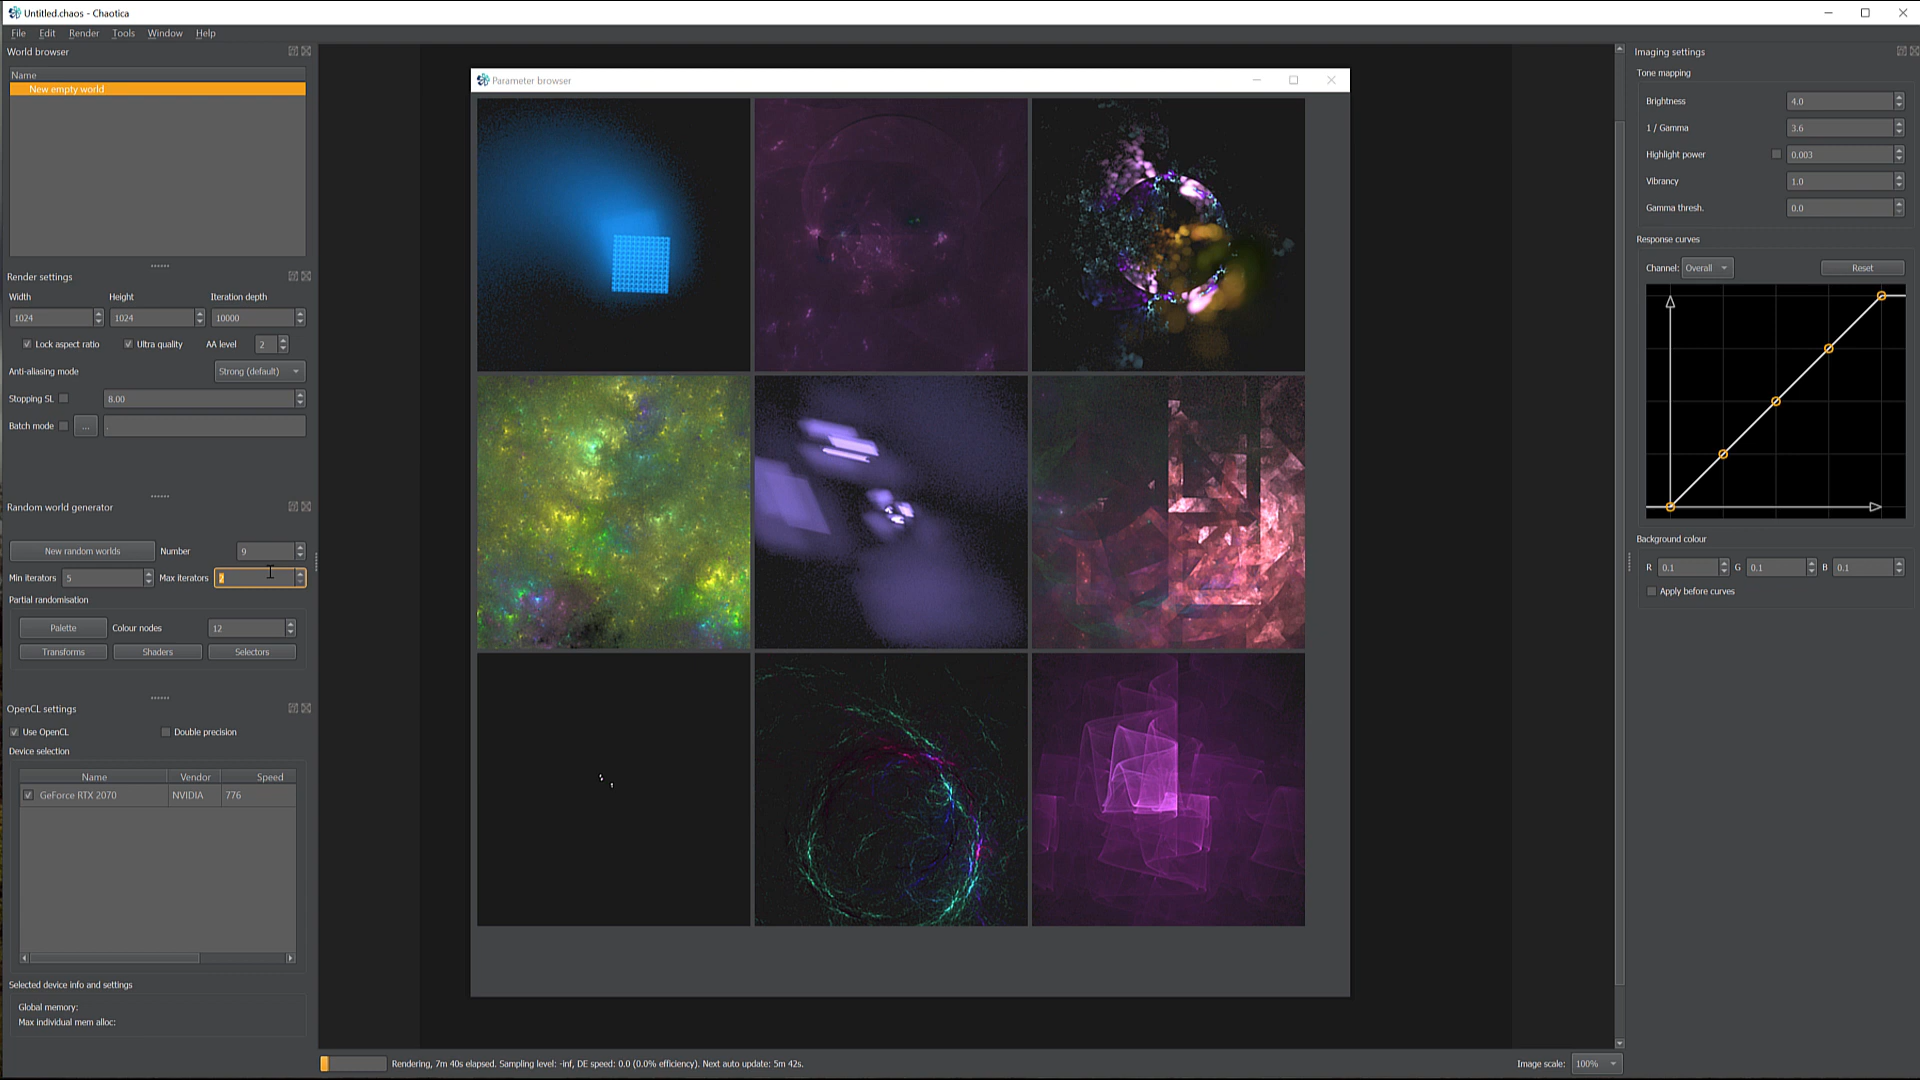 Untitled.chaos - Chaotica
File Edit Render Tools Window Help
World browser
Name
New empty world
Render settings
Width Height Iteration depth
1024 1024 10000
Lock aspect ratio Ultra quality AA level 2
Anti-aliasing mode Strong (default)
Stopping SL 8.00
Batch mode ... .
Random world generator
New random worlds Number 9
Min iterators 5 Max iterators
Partial randomisation
Palette Colour nodes 12
Transforms Shaders Selectors
OpenCL settings
Use OpenCL Double precision
Device selection
Name Vendor Speed
GeForce RTX 2070 NVIDIA 776
Selected device info and settings
Global memory:
Max individual mem alloc:
Parameter browser
Rendering, 7m 40s elapsed. Sampling level: -inf, DE speed: 0.0 (0.0% efficiency). Next auto update: 5m 42s.
Image scale: 100%
Imaging settings
Tone mapping
Brightness 4.0
1 / Gamma 3.6
Highlight power 0.003
Vibrancy 1.0
Gamma thresh. 0.0
Response curves
Channel: Overall Reset
Background colour
R 0.1 G 0.1 B 0.1
Apply before curves